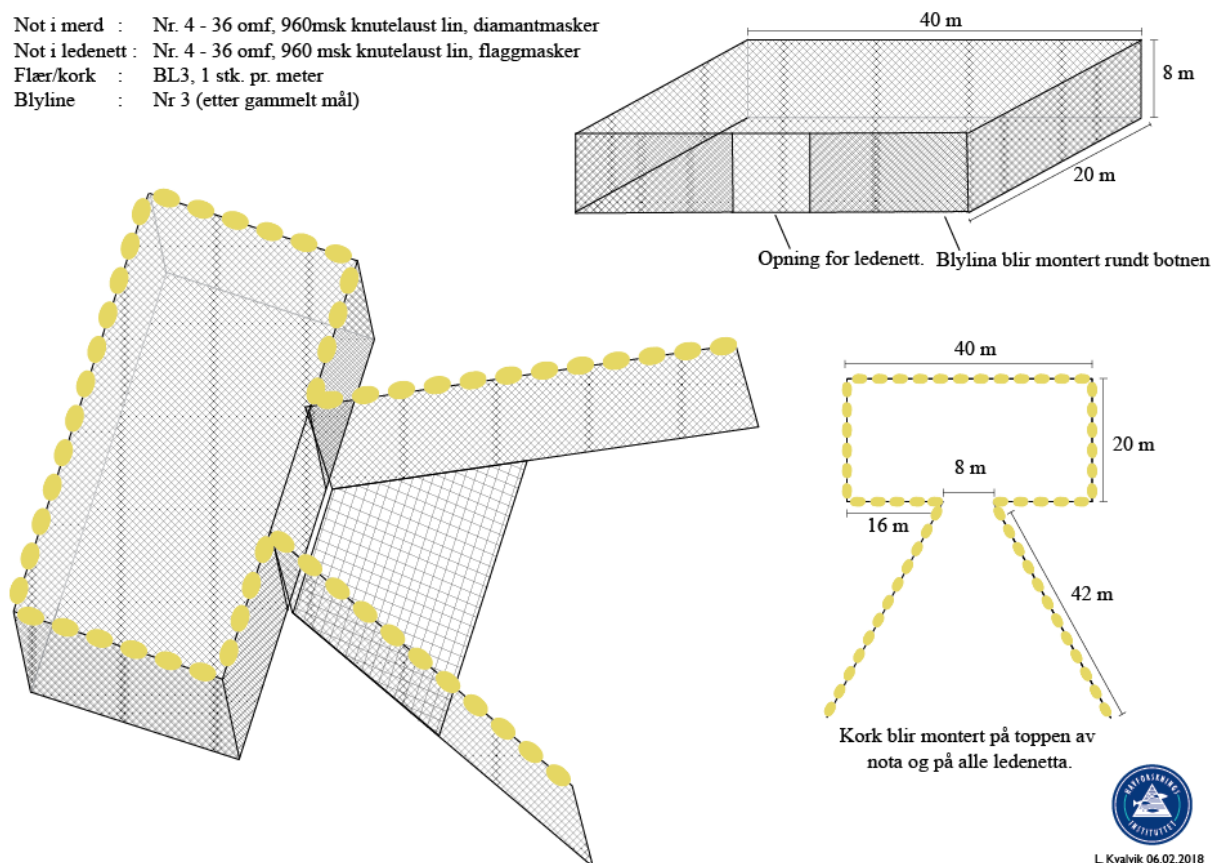 Not i merd : Nr. 4 - 36 omf, 960msk knutelaust lin, diamantmasker
Not i ledenett : Nr. 4 - 36 omf, 960 msk knutelaust lin, flaggmasker
Flær/kork : BL3, 1 stk. pr. meter
Blyline : Nr 3 (etter gammelt mål)
40 m
8 m
20 m
Opning for ledenett.
Blylina blir montert rundt botnen
40 m
20 m
8 m
16 m
42 m
Kork blir montert på toppen av
nota og på alle ledenetta.
HAVFORSKNINGS
INSTITUTTET
L. Kvalvik 06.02.2018